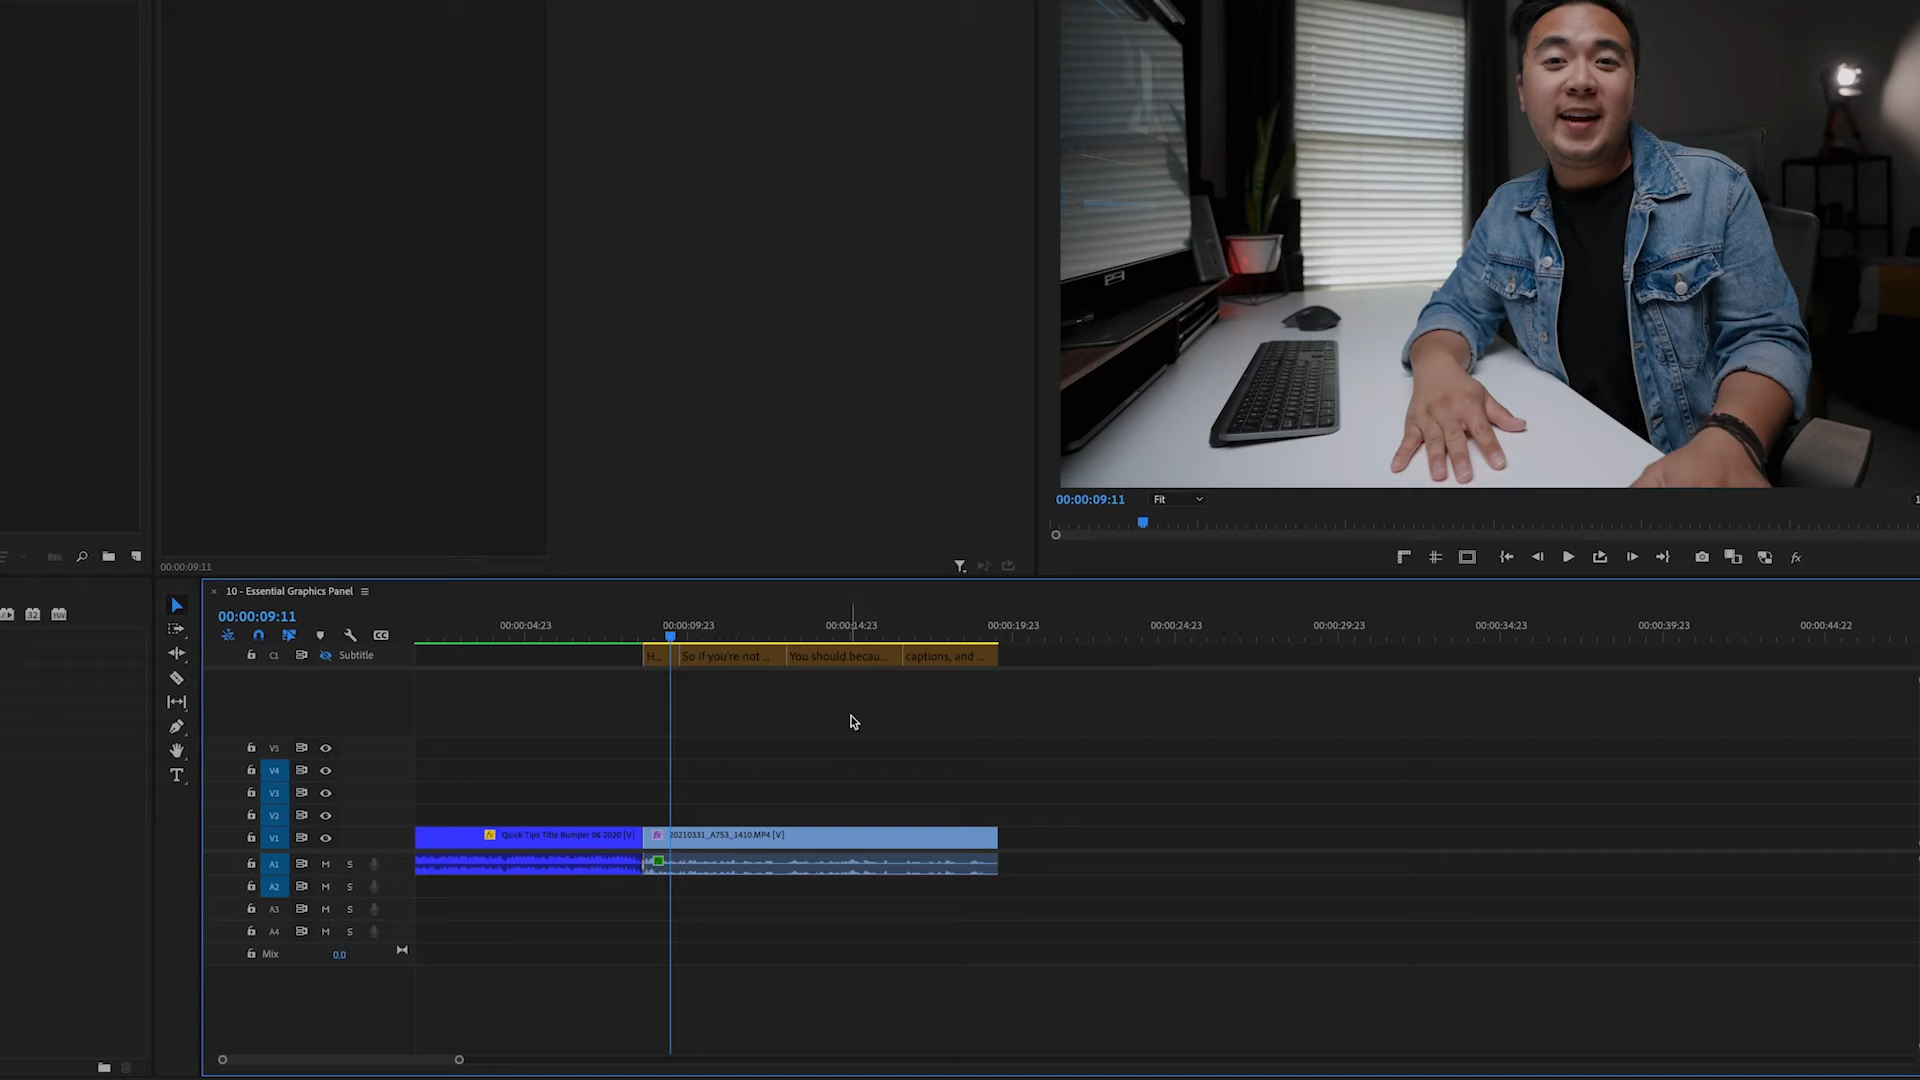 00:00:09:11
Fit
00:00:09:11
10 - Essential Graphics Panel
32
YUV
00:00:09:11
00:00:04:23
00:00:09:23
00:00:14:23
00:00:19:23
00:00:24:23
00:00:29:23
00:00:34:23
00:00:39:23
00:00:44:22
CC
C1
Subtitle
H...
So if you're not ...
You should becau...
captions, and ...
V5
V4
V3
V2
V1
Quick Tips Title Bumper 06 2020 [V]
20210331_A753_1410.MP4 [V]
A1 M S
A2 M S
A3 M S
A4 M S
Mix
0.0
T
fx